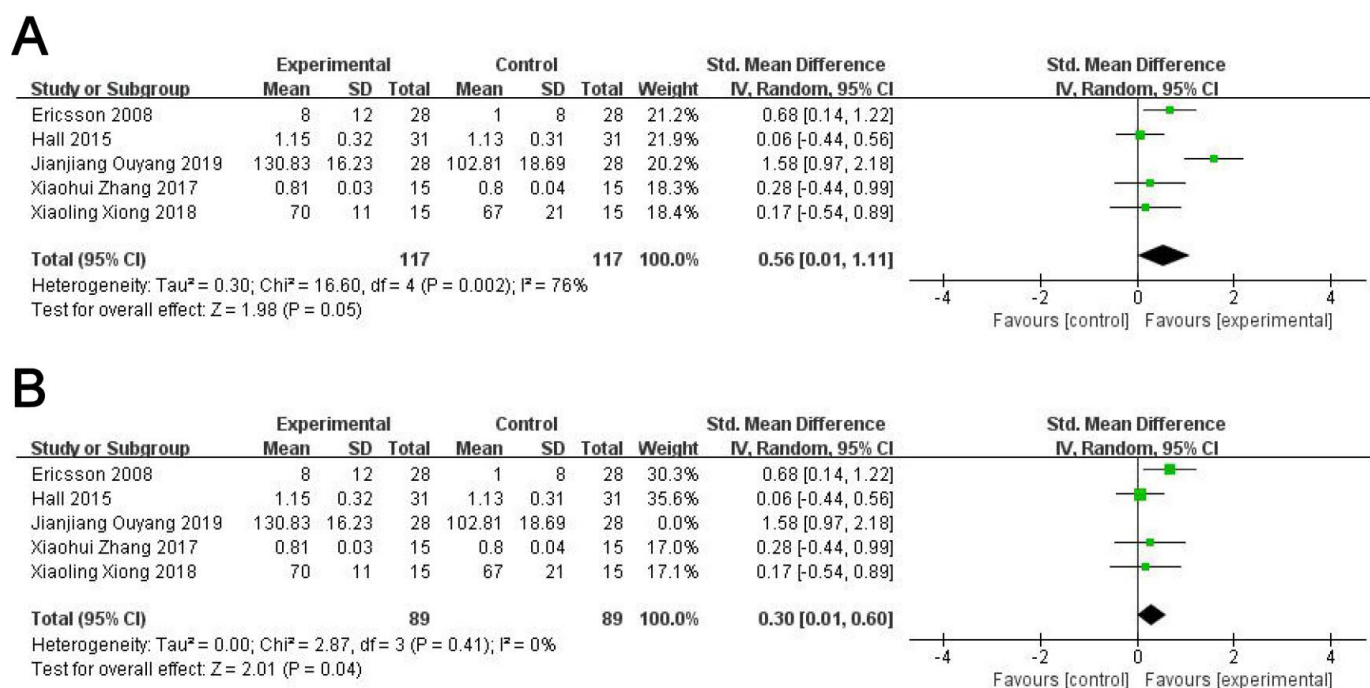 A
Experimental Control Std. Mean Difference Std. Mean Difference
Study or Subgroup Mean SD Total Mean SD Total Weight IV, Random, 95% CI IV, Random, 95% CI
Ericsson 2008 8 12 28 1 8 28 21.2% 0.68 [0.14, 1.22]
Hall 2015 1.15 0.32 31 1.13 0.31 31 21.9% 0.06 [-0.44, 0.56]
Jianjiang Ouyang 2019 130.83 16.23 28 102.81 18.69 28 20.2% 1.58 [0.97, 2.18]
Xiaohui Zhang 2017 0.81 0.03 15 0.8 0.04 15 18.3% 0.28 [-0.44, 0.99]
Xiaoling Xiong 2018 70 11 15 67 21 15 18.4% 0.17 [-0.54, 0.89]
Total (95% CI) 117 117 100.0% 0.56 [0.01, 1.11]
Heterogeneity: Tau² = 0.30; Chi² = 16.60, df = 4 (P = 0.002); I² = 76%
Test for overall effect: Z = 1.98 (P = 0.05)
-4 -2 0 2 4
Favours [control] Favours [experimental]
B
Experimental Control Std. Mean Difference Std. Mean Difference
Study or Subgroup Mean SD Total Mean SD Total Weight IV, Random, 95% CI IV, Random, 95% CI
Ericsson 2008 8 12 28 1 8 28 30.3% 0.68 [0.14, 1.22]
Hall 2015 1.15 0.32 31 1.13 0.31 31 35.6% 0.06 [-0.44, 0.56]
Jianjiang Ouyang 2019 130.83 16.23 28 102.81 18.69 28 0.0% 1.58 [0.97, 2.18]
Xiaohui Zhang 2017 0.81 0.03 15 0.8 0.04 15 17.0% 0.28 [-0.44, 0.99]
Xiaoling Xiong 2018 70 11 15 67 21 15 17.1% 0.17 [-0.54, 0.89]
Total (95% CI) 89 89 100.0% 0.30 [0.01, 0.60]
Heterogeneity: Tau² = 0.00; Chi² = 2.87, df = 3 (P = 0.41); I² = 0%
Test for overall effect: Z = 2.01 (P = 0.04)
-4 -2 0 2 4
Favours [control] Favours [experimental]